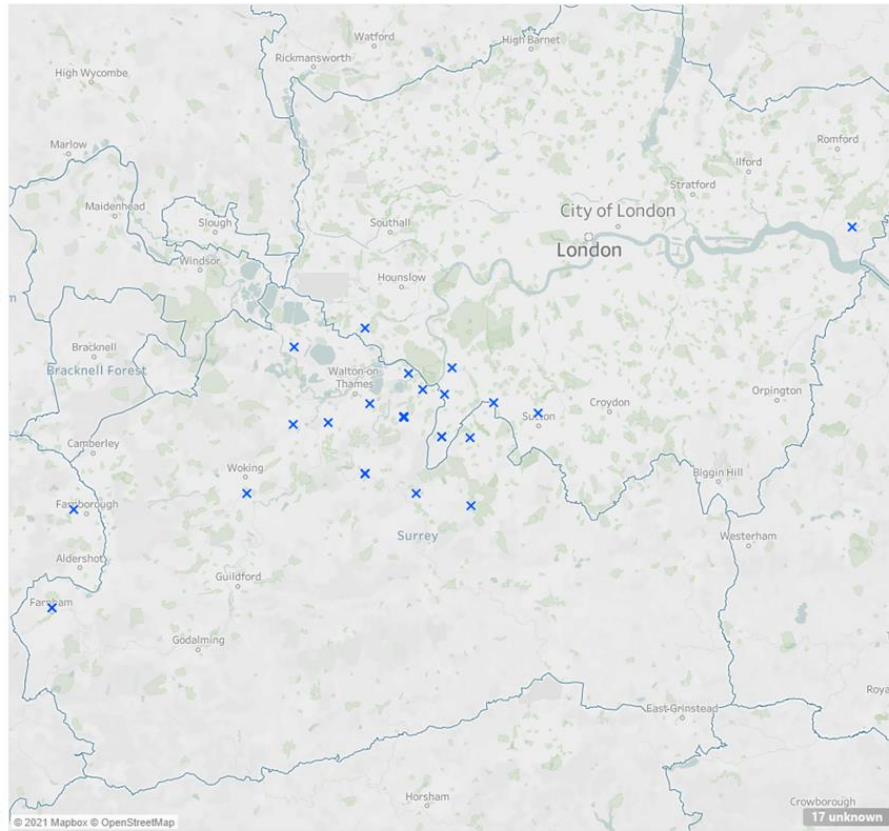 Watford
High Barnet
Rickmansworth
High Wycombe
Romford
Marlow
Ilford
Stratford
Maidenhead
City of London
Slough
Southall
London
Windsor
Hounslow
Bracknell
Walton-on
Thames
Bracknell Forest
Orpington
Croydon
Sutton
Camberley
Woking
Biggin Hill
Farnborough
Surrey
Westerham
Aldershot
Guildford
Farnham
Godalming
Roya
East Grinstead
Horsham
Crowborough
© 2021 Mapbox © OpenStreetMap
17 unknown